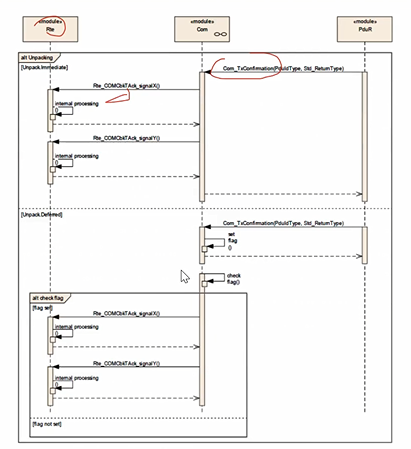 «module»
Rte
«module»
Com
«module»
PduR
alt Unpacking
[Unpack.Immediate]
Com_TxConfirmation(PduIdType, Std_ReturnType)
Rte_COMCbkTAck_signalX()
internal processing
()
Rte_COMCbkTAck_signalY()
internal processing
()
[Unpack.Deferred]
Com_TxConfirmation(PduIdType, Std_ReturnType)
set
flag
()
check
flag()
alt check flag
[flag set]
Rte_COMCbkTAck_signalX()
internal processing
()
Rte_COMCbkTAck_signalY()
internal processing
()
[flag not set]